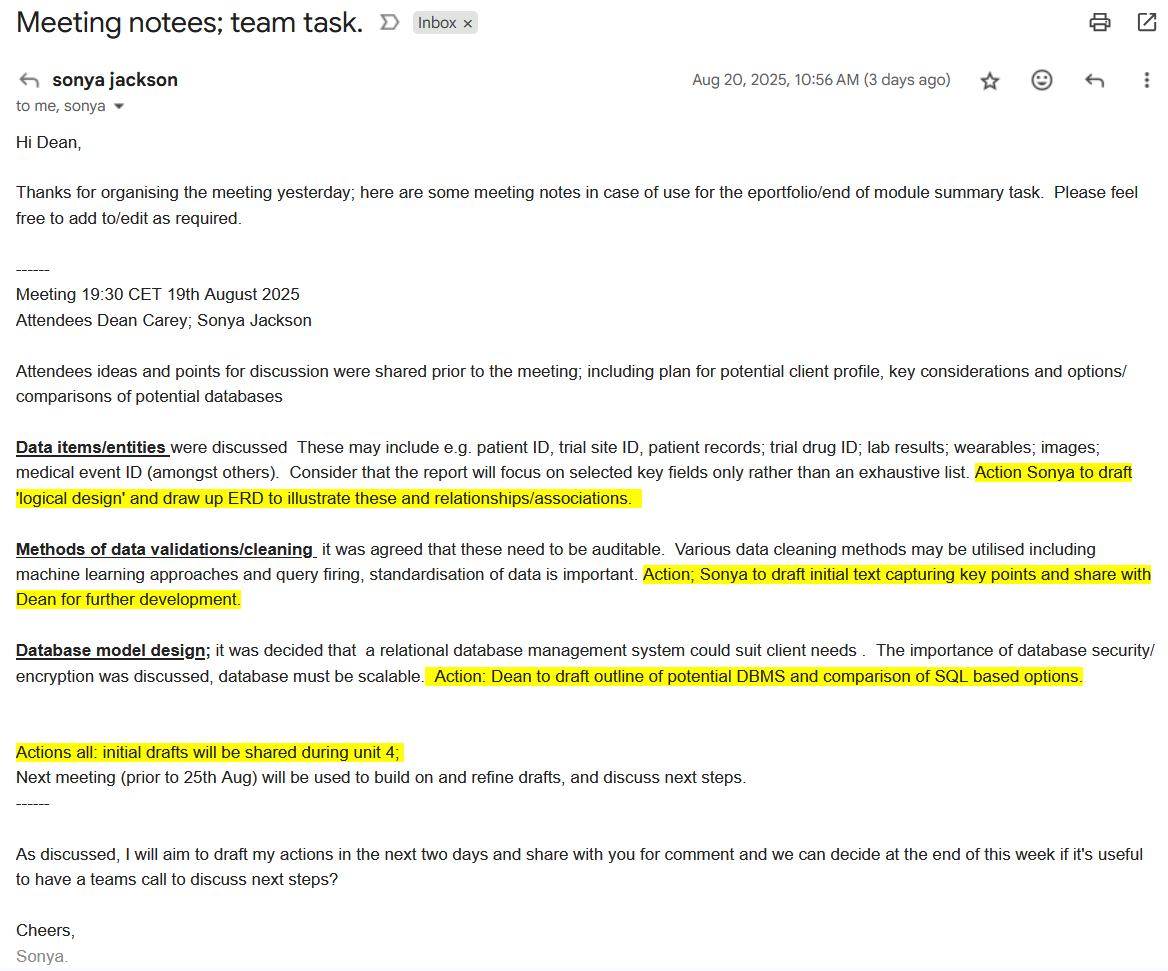 Meeting notees; team task.
Inbox ×
sonya jackson
Aug 20, 2025, 10:56 AM (3 days ago)
to me, sonya
Hi Dean,
Thanks for organising the meeting yesterday; here are some meeting notes in case of use for the eportfolio/end of module summary task.  Please feel
free to add to/edit as required.
------
Meeting 19:30 CET 19th August 2025
Attendees Dean Carey; Sonya Jackson
Attendees ideas and points for discussion were shared prior to the meeting; including plan for potential client profile, key considerations and options/
comparisons of potential databases
Data items/entities were discussed  These may include e.g. patient ID, trial site ID, patient records; trial drug ID; lab results; wearables; images;
medical event ID (amongst others).  Consider that the report will focus on selected key fields only rather than an exhaustive list. Action Sonya to draft
'logical design' and draw up ERD to illustrate these and relationships/associations.
Methods of data validations/cleaning  it was agreed that these need to be auditable.  Various data cleaning methods may be utilised including
machine learning approaches and query firing, standardisation of data is important. Action; Sonya to draft initial text capturing key points and share with
Dean for further development.
Database model design; it was decided that  a relational database management system could suit client needs .  The importance of database security/
encryption was discussed, database must be scalable.  Action: Dean to draft outline of potential DBMS and comparison of SQL based options.
Actions all: initial drafts will be shared during unit 4;
Next meeting (prior to 25th Aug) will be used to build on and refine drafts, and discuss next steps.
------
As discussed, I will aim to draft my actions in the next two days and share with you for comment and we can decide at the end of this week if it's useful
to have a teams call to discuss next steps?
Cheers,
Sonya.